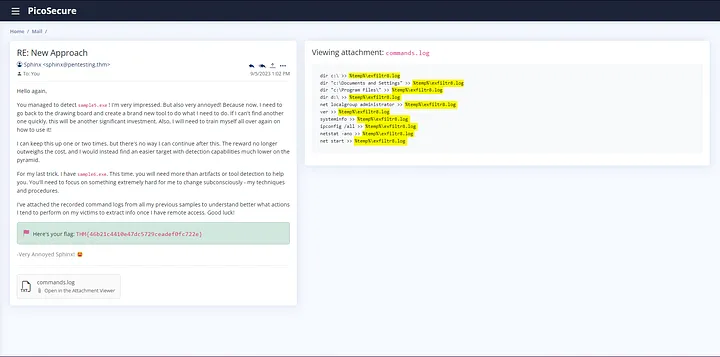 PicoSecure
Home / Mail /
RE: New Approach
Sphinx <sphinx@pentesting.thm>
To: You
9/5/2023 1:02 PM
Hello again.
You managed to detect sample5.exe! I'm very impressed. But also very annoyed! Because now, I need to
go back to the drawing board and create a brand new tool to do what I need to do. If I can't find another
one quickly, this will be another significant investment. Also, I will need to train myself all over again on
how to use it!
I can keep this up one or two times, but there's no way I can continue after this. The reward no longer
outweighs the cost, and I would instead find an easier target with detection capabilities much lower on the
pyramid.
For my last trick, I have sample6.exe. This time, you will need more than artifacts or tool detection to help
you. You'll need to focus on something extremely hard for me to change subconsciously - my techniques
and procedures.
I've attached the recorded command logs from all my previous samples to understand better what actions
I tend to perform on my victims to extract info once I have remote access. Good luck!
Here's your flag: THM{46b21c4410e47dc5729ceadef0fc722e}
-Very Annoyed Sphinx!
TXT
commands.log
Open in the Attachment Viewer
Viewing attachment: commands.log
dir c:\ >> %temp%\exfiltr8.log
dir "c:\Documents and Settings" >> %temp%\exfiltr8.log
dir "c:\Program Files\" >> %temp%\exfiltr8.log
dir d:\ >> %temp%\exfiltr8.log
net localgroup administrator >> %temp%\exfiltr8.log
ver >> %temp%\exfiltr8.log
systeminfo >> %temp%\exfiltr8.log
ipconfig /all >> %temp%\exfiltr8.log
netstat -ano >> %temp%\exfiltr8.log
net start >> %temp%\exfiltr8.log